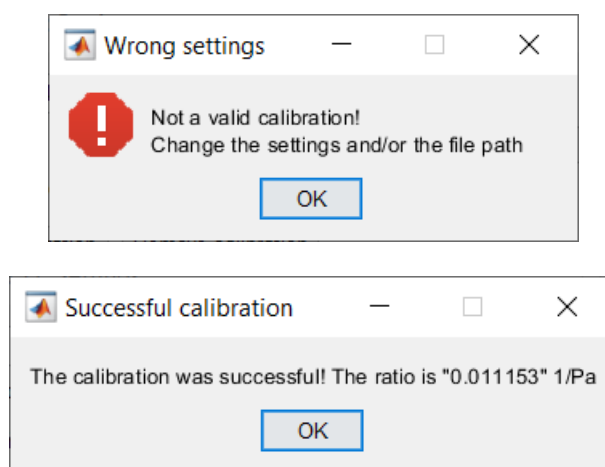 Wrong settings
Not a valid calibration!
Change the settings and/or the file path
OK
Successful calibration
The calibration was successful! The ratio is "0.011153" 1/Pa
OK